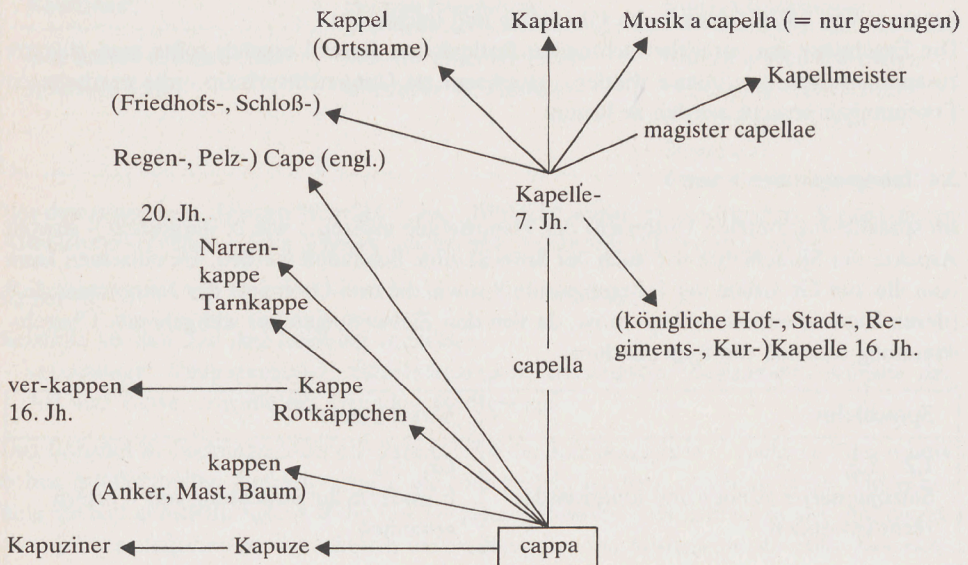 Kappel
(Ortsname)
Kaplan
Musik a capella (= nur gesungen)
Kapellmeister
(Friedhofs-, Schloß-)
magister capellae
Regen-, Pelz-) Cape (engl.)
20. Jh.
Kapelle-
7. Jh.
Narren-
kappe
Tarnkappe
(königliche Hof-, Stadt-, Re-
giments-, Kur-)Kapelle 16. Jh.
capella
ver-kappen
16. Jh.
Kappe
Rotkäppchen
kappen
(Anker, Mast, Baum)
Kapuziner
Kapuze
cappa